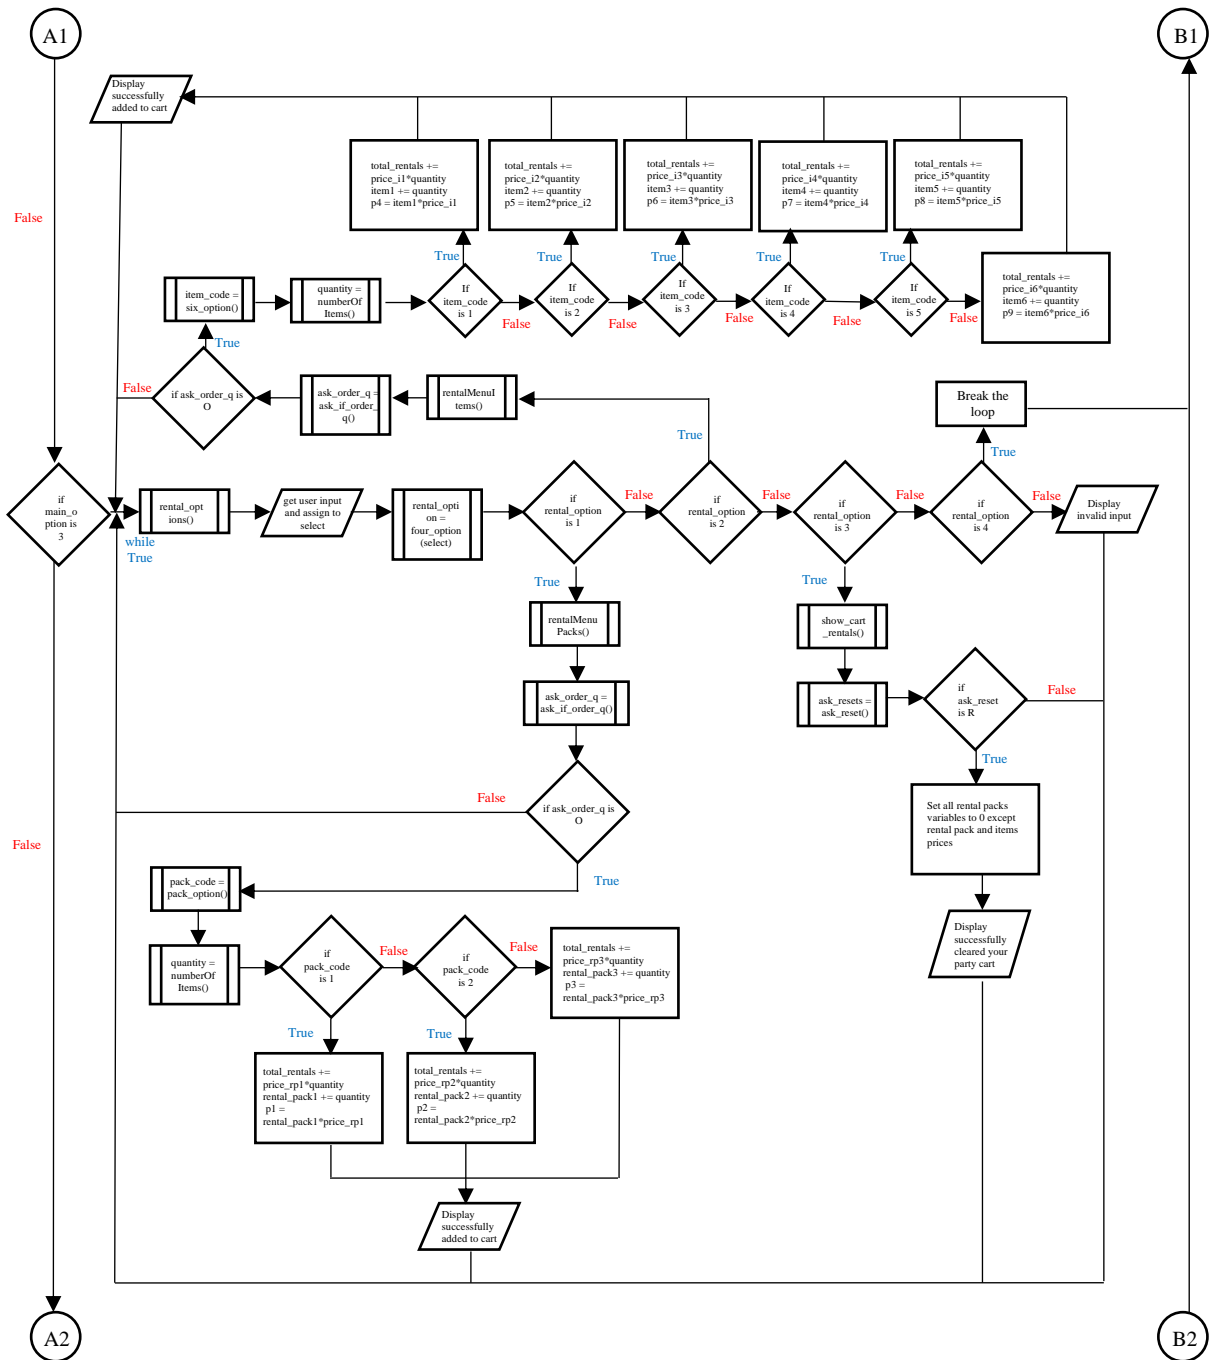 A1
B1
Display
successfully
added to cart
total_rentals +=
price_i1*quantity
item1 += quantity
p4 = item1*price_i1
total_rentals +=
price_i2*quantity
item2 += quantity
p5 = item2*price_i2
total_rentals +=
price_i3*quantity
item3 += quantity
p6 = item3*price_i3
total_rentals +=
price_i4*quantity
item4 += quantity
p7 = item4*price_i4
total_rentals +=
price_i5*quantity
item5 += quantity
p8 = item5*price_i5
False
True
True
True
True
True
item_code =
six_option()
quantity =
numberOf
Items()
If
item_code
is 1
False
If
item_code
is 2
False
If
item_code
is 3
False
If
item_code
is 4
False
If
item_code
is 5
False
total_rentals +=
price_i6*quantity
item6 += quantity
p9 = item6*price_i6
True
False
if ask_order_q is
O
ask_order_q =
ask_if_order_
q()
rentalMenuI
tems()
True
Break the
loop
True
if
main_o
ption is
3
while
True
rental_opt
ions()
get user input
and assign to
select
rental_opti
on =
four_option
(select)
if
rental_option
is 1
False
if
rental_option
is 2
False
if
rental_option
is 3
False
if
rental_option
is 4
False
Display
invalid input
True
True
rentalMenu
Packs()
show_cart
_rentals()
ask_order_q =
ask_if_order_q()
ask_resets =
ask_reset()
if
ask_reset
is R
False
True
False
if ask_order_q is
O
Set all rental packs
variables to 0 except
rental pack and items
prices
False
True
pack_code =
pack_option()
quantity =
numberOf
Items()
if
pack_code
is 1
False
if
pack_code
is 2
False
total_rentals +=
price_rp3*quantity
rental_pack3 += quantity
p3 =
rental_pack3*price_rp3
Display
successfully
cleared your
party cart
True
True
total_rentals +=
price_rp1*quantity
rental_pack1 += quantity
p1 =
rental_pack1*price_rp1
total_rentals +=
price_rp2*quantity
rental_pack2 += quantity
p2 =
rental_pack2*price_rp2
Display
successfully
added to cart
A2
B2